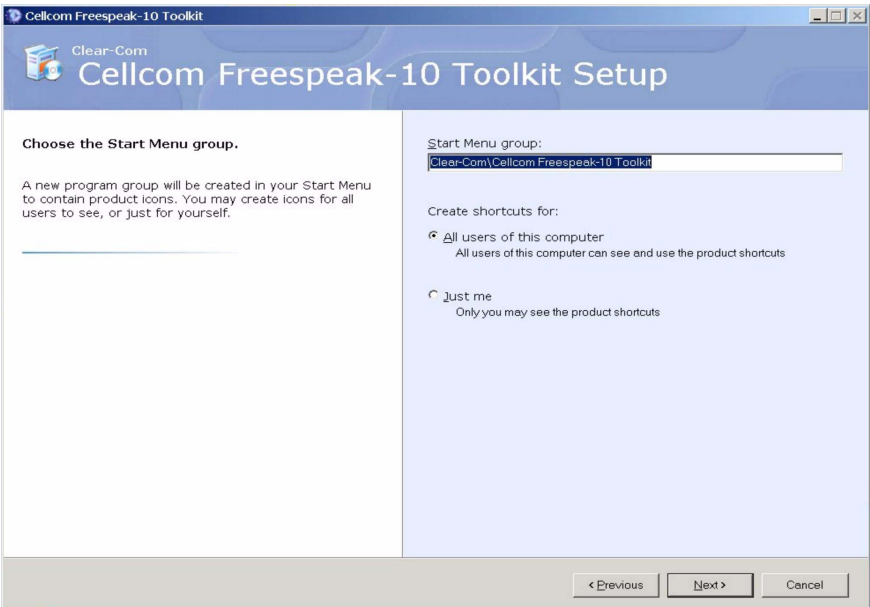 Cellcom Freespeak-10 Toolkit
Clear-Com
Cellcom Freespeak-10 Toolkit Setup
Choose the Start Menu group.
A new program group will be created in your Start Menu
to contain product icons. You may create icons for all
users to see, or just for yourself.
Start Menu group:
Clear-Com\Cellcom Freespeak-10 Toolkit
Create shortcuts for:
All users of this computer
All users of this computer can see and use the product shortcuts
Just me
Only you may see the product shortcuts
< Previous
Next >
Cancel